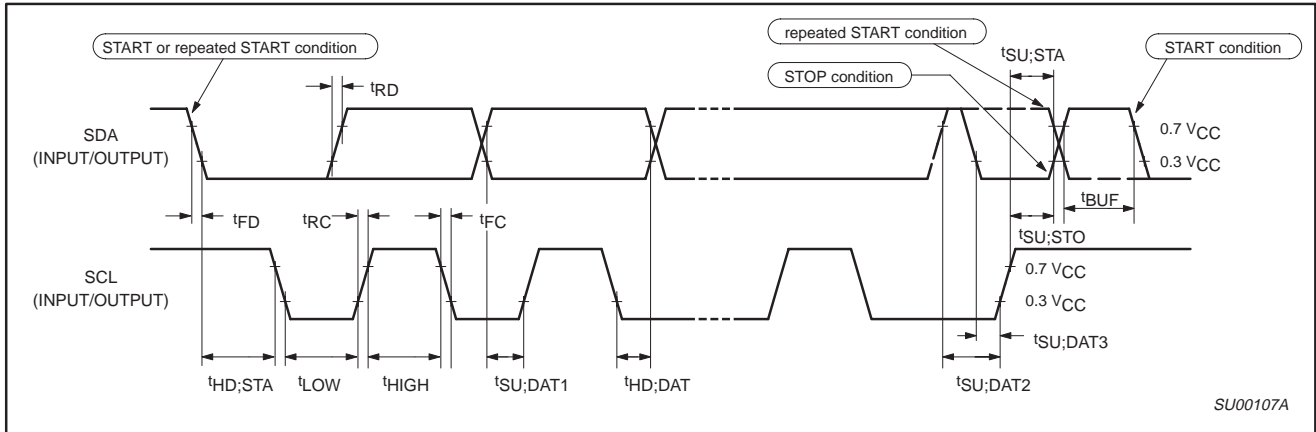 START or repeated START condition
repeated START condition
START condition
tSU;STA
STOP condition
tRD
SDA
(INPUT/OUTPUT)
0.7 VCC
0.3 VCC
tFD
tRC
tFC
tBUF
tSU;STO
SCL
(INPUT/OUTPUT)
0.7 VCC
0.3 VCC
tSU;DAT3
tHD;STA
tLOW
tHIGH
tSU;DAT1
tHD;DAT
tSU;DAT2
SU00107A